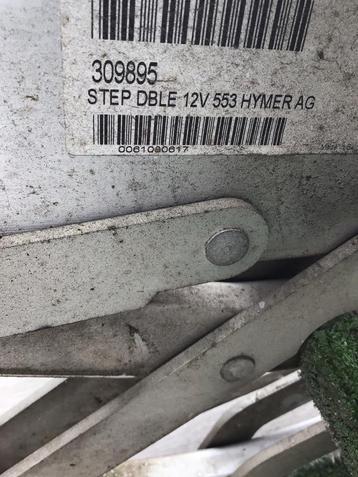 309895
STEP DBLE 12V 553 HYMER AG
0061090617